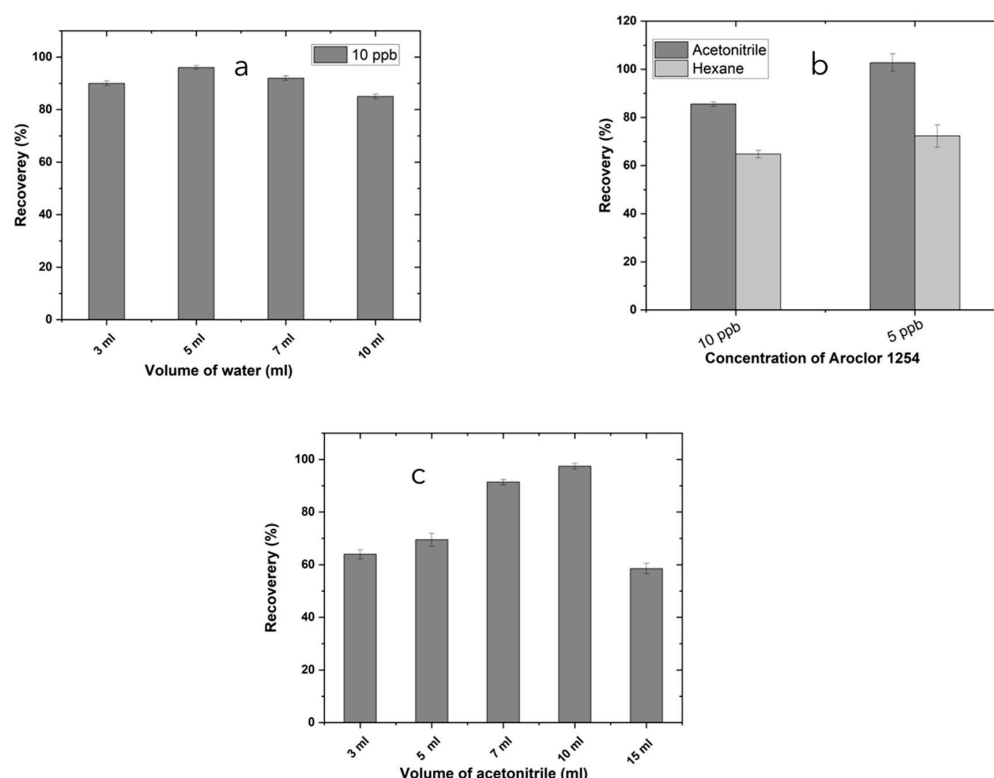 10 ppb
a
100
80
60
40
20
0
Recoverey (%)
3 ml
5 ml
7 ml
10 ml
Volume of water (ml)
Acetonitrile
Hexane
b
120
100
80
60
40
20
0
Recovery (%)
10 ppb
5 ppb
Concentration of Aroclor 1254
c
100
80
60
40
20
0
Recoverery (%)
3 ml
5 ml
7 ml
10 ml
15 ml
Volume of acetonitrile (ml)